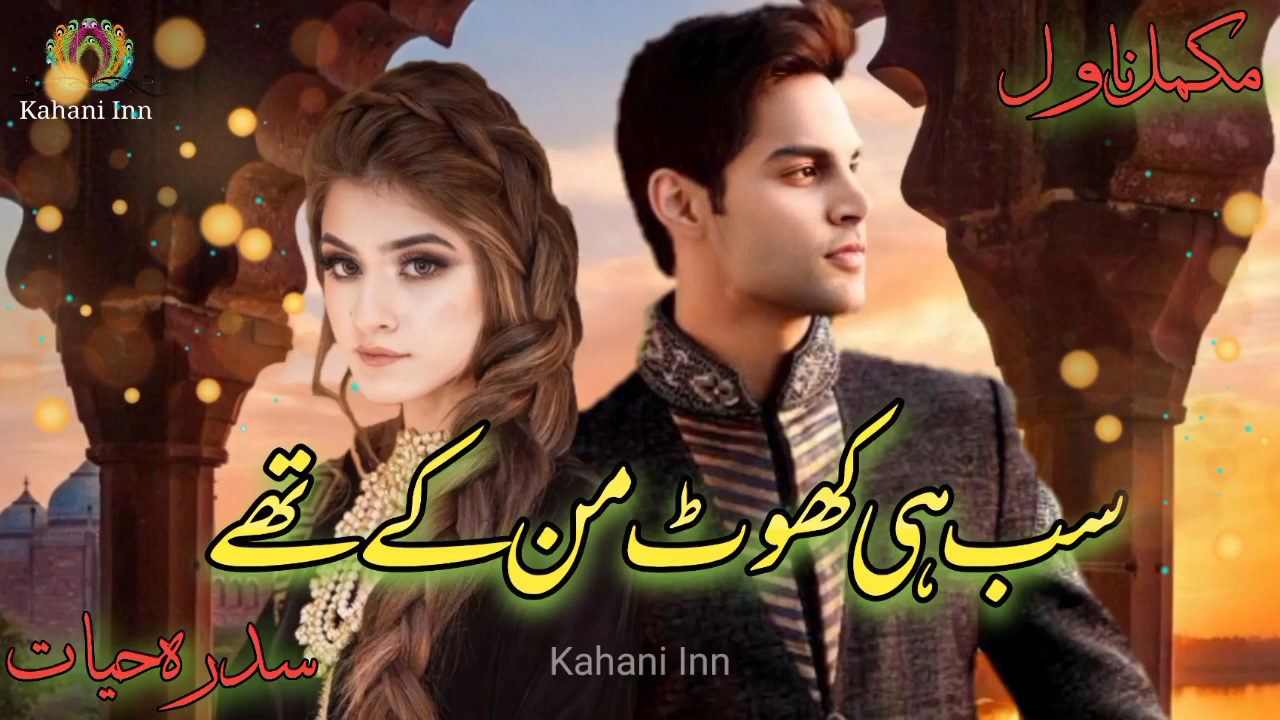 Kahani Inn
مکمل ناول
سب ہی کھوٹ من کے تھے
سدرہ حیات
Kahani Inn